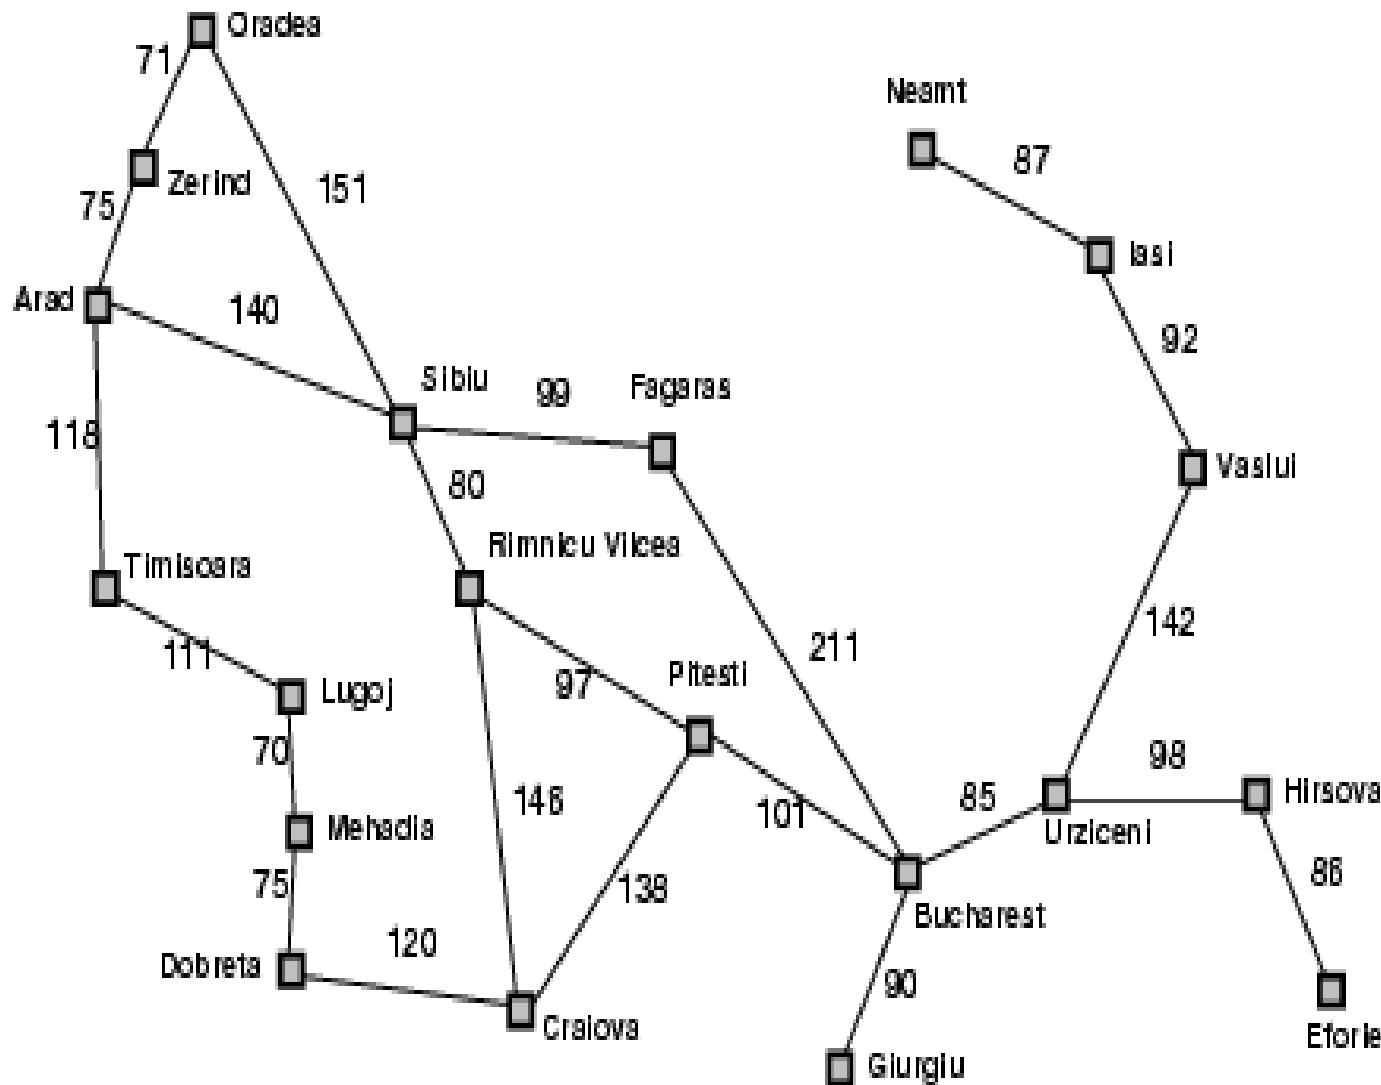 Oradea
71
Neamt
87
Zerind
151
75
Iasi
Arad
140
92
Sibiu
99
Fagaras
118
80
Vaslui
Rimnicu Vilcea
Timisoara
142
111
97
Pitesti
211
Lugoj
70
98
146
101
85
Hirsova
Mehadia
Urziceni
75
138
86
Bucharest
120
Dobreta
90
Craiova
Eforie
Giurgiu